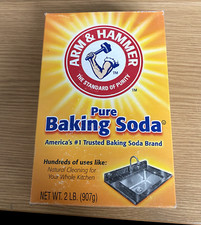 ARM & HAMMER
THE STANDARD OF PURITY
™
Pure
Baking Soda®
America's #1 Trusted Baking Soda Brand
Hundreds of uses like:
Natural Cleaning for
Your Whole Kitchen
NET WT. 2 LB. (907g)